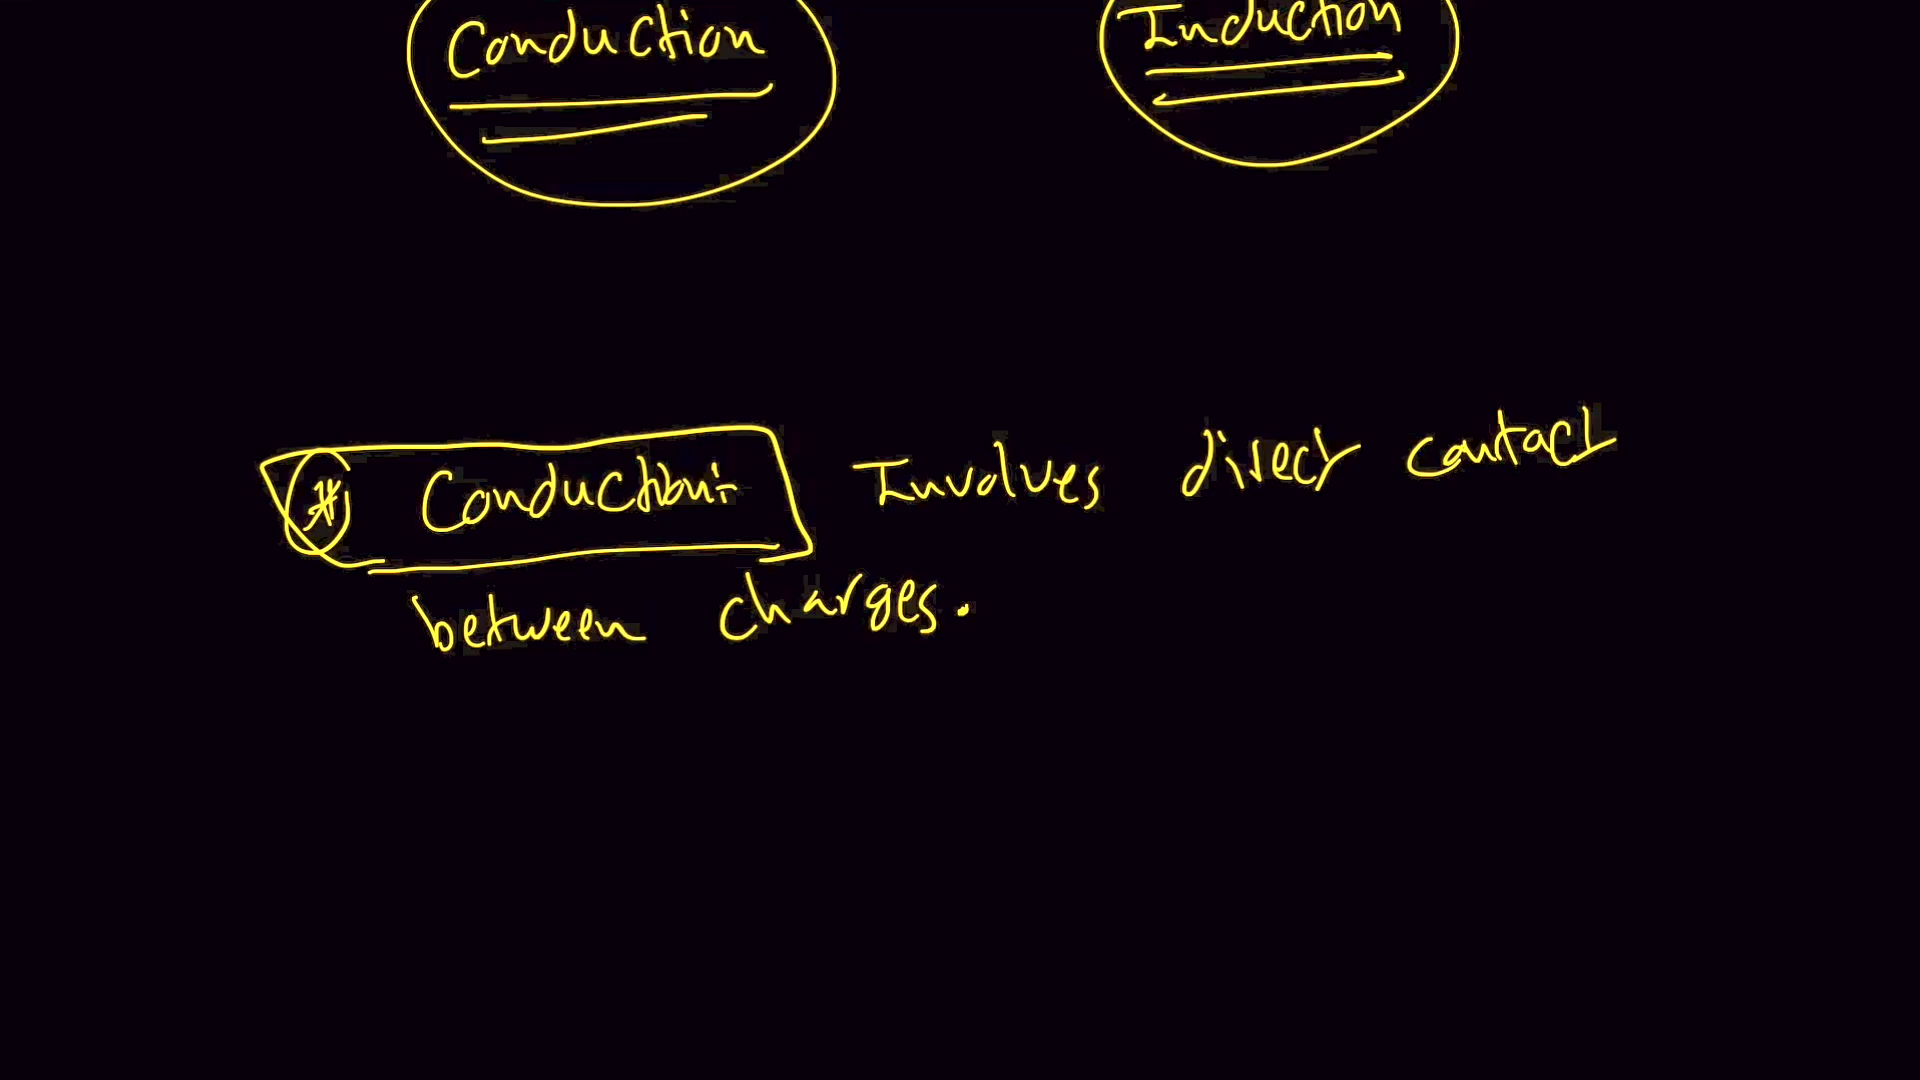 Conduction Induction
* Conduction:- Involves direct contact
between charges.